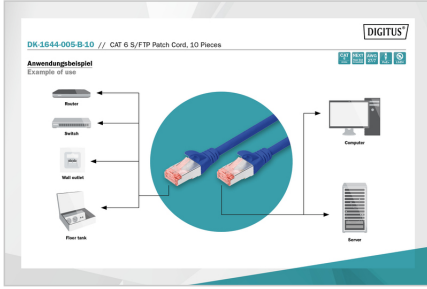 DIGITUS®
DK-1644-005-B-10 // CAT 6 S/FTP Patch Cord, 10 Pieces
Anwendungsbeispiel
Example of use
Router
Switch
Wall outlet
Floor tank
Computer
Server